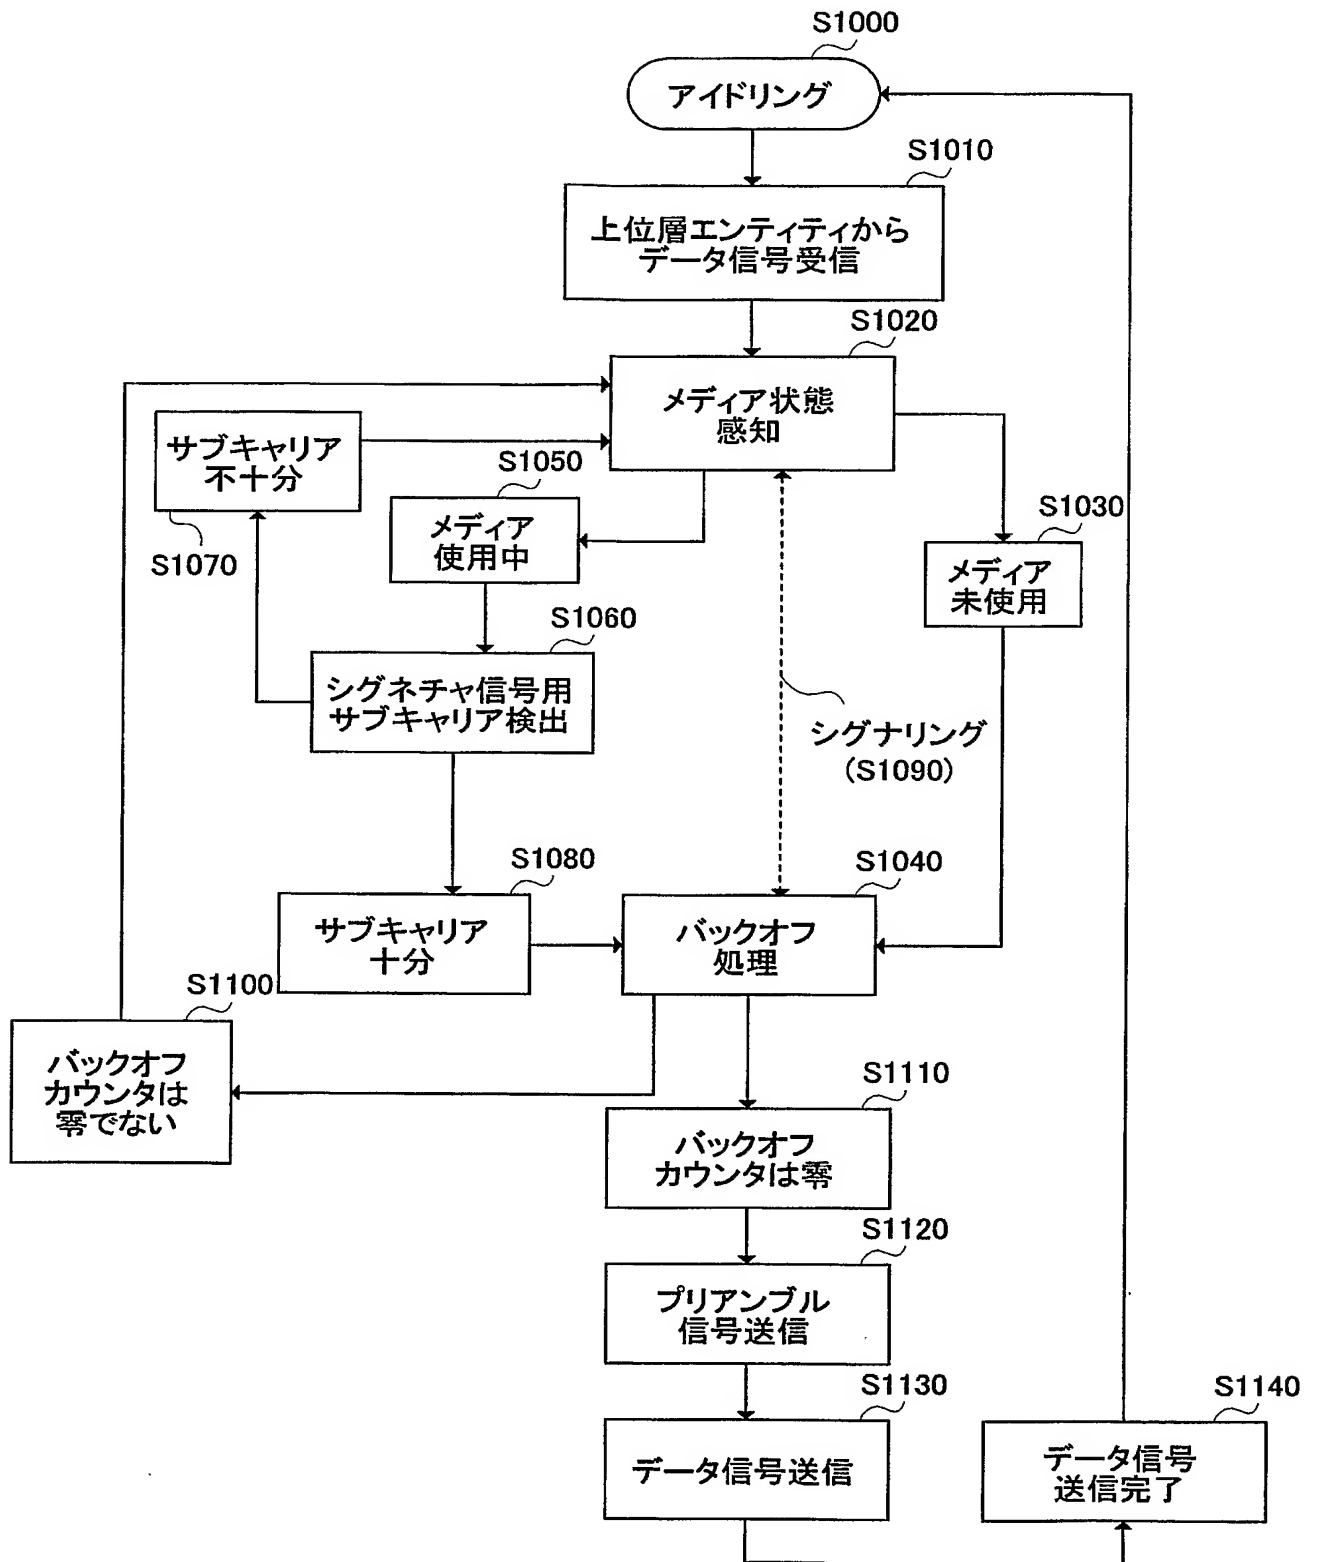 S1000
アイドリング
S1010
上位層エンティティから
データ信号受信
S1020
メディア状態
感知
サブキャリア
不十分
S1070
S1050
メディア
使用中
S1030
メディア
未使用
S1060
シグネチャ信号用
サブキャリア検出
シグナリング
(S1090)
S1080
サブキャリア
十分
S1040
バックオフ
処理
S1100
バックオフ
カウンタは
零でない
S1110
バックオフ
カウンタは零
S1120
プリアンブル
信号送信
S1130
データ信号送信
S1140
データ信号
送信完了